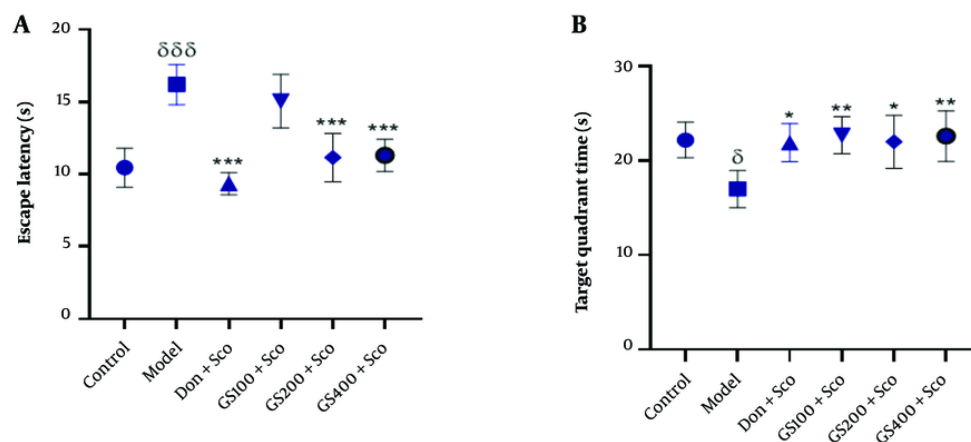 A
Escape latency (s)
20
15
10
5
0
δδδ
***
***
***
Control
Model
Don + Sco
GS100 + Sco
GS200 + Sco
GS400 + Sco
B
Target quadrant time (s)
30
20
10
0
δ
*
**
*
**
Control
Model
Don + Sco
GS100 + Sco
GS200 + Sco
GS400 + Sco